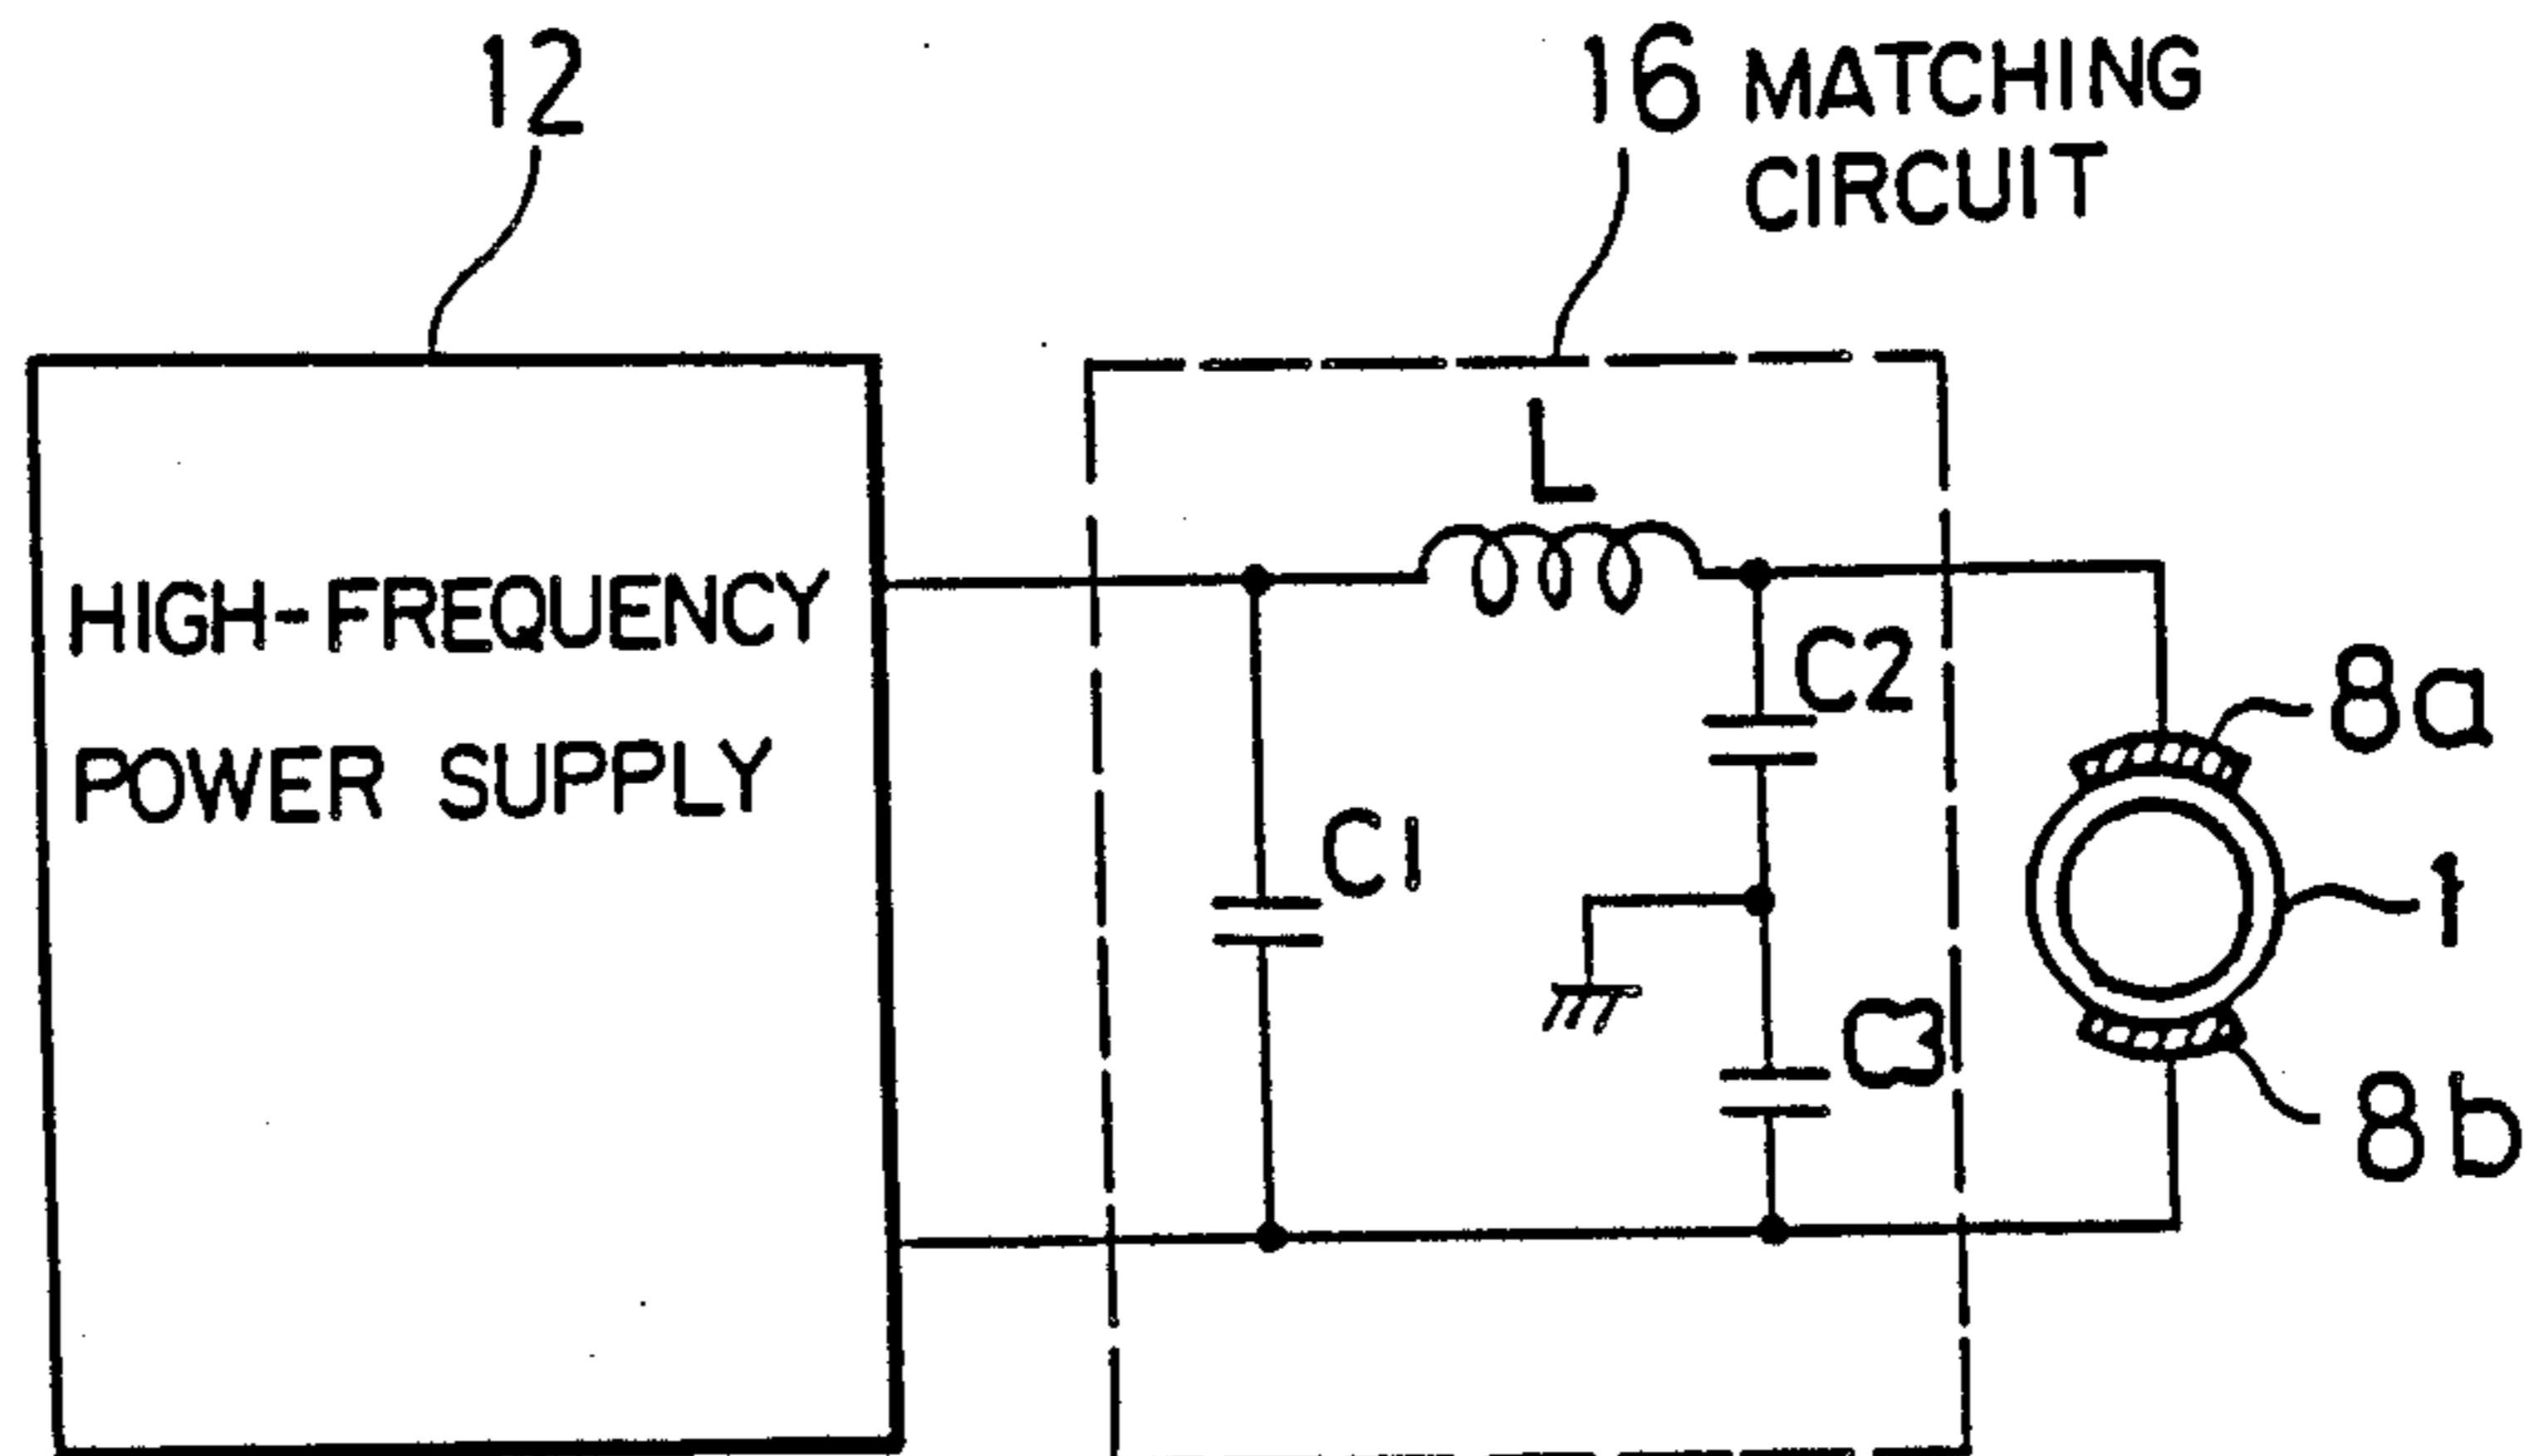 12
16 MATCHING
CIRCUIT
HIGH-FREQUENCY
POWER SUPPLY
L
C1
C2
C3
8a
1
8b